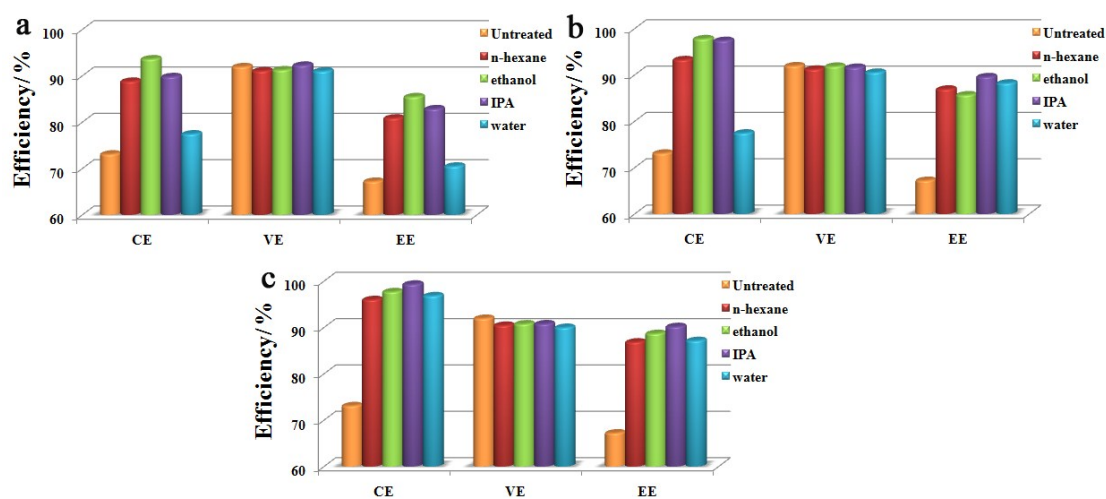 a
Efficiency/%
100
90
80
70
60
CE VE EE
Untreated
n-hexane
ethanol
IPA
water
b
Efficiency/%
100
90
80
70
60
CE VE EE
Untreated
n-hexane
ethanol
IPA
water
c
Efficiency/%
100
90
80
70
60
CE VE EE
Untreated
n-hexane
ethanol
IPA
water